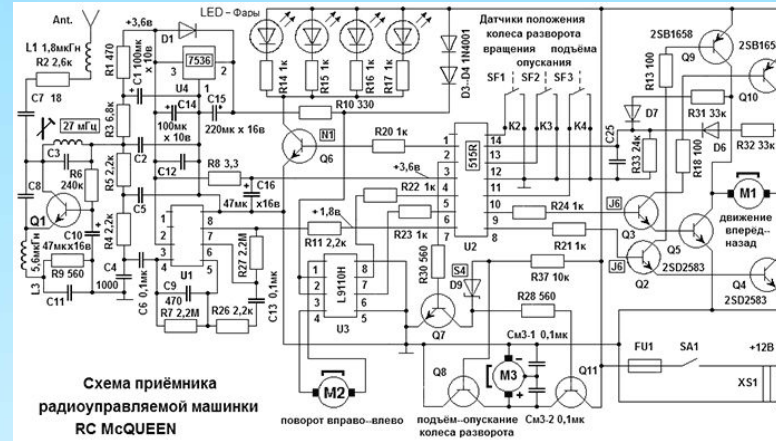 LED – Фары
Ant.
+3,6в
D1
Датчики положения
колеса разворота
вращения подъёма
опускания
2SB1658
2SB1658
L1 1,8мкГн
R2 2,6к
R1 470
C1 100мк
х 10в
7536
3
2
U4
1
R14 1к
R15 1к
R16 1к
R17 1к
D3--D4 1N4001
SF1
SF2
SF3
R13 100
Q9
Q10
C7 18
R3 6,8к
C14
C15
100мк
х 10в
220мк х 16в
R10 330
D7
R31 33к
27 мГц
N1
R20 1к
515R
K2
K3
K4
C25
R33 24к
D6
R32 33к
C3
C2
Q6
R18 100
R6
240к
R5 2,2к
C12
R8 3,3
+3,6в
C8
C5
C16
47мк
х16в
R22 1к
M1
Q1
C10
47мкх16в
R4 2,2к
+1,8в
R24 1к
J6
движение
вперёд--
назад
Q3
Q5
R11 2,2к
R23 1к
U2
R21 1к
J6
2SD2583
5,6мкГн
R9 560
C4
1000
U1
R27 2,2М
L9110H
R30 560
S4
D9
R37 10к
Q2
Q4
L3
C11
C6 0,1мк
C9
470
C13 0,1мк
R28 560
2SD2583
R7 2,2М
R26 2,2к
U3
Q7
См3-1 0,1мк
FU1
SA1
+12В
Схема приёмника
радиоуправляемой машинки
RC McQUEEN
M2
Q8
M3
Q11
XS1
поворот вправо--влево
подъём--опускание
колеса разворота
См3-2 0,1мк